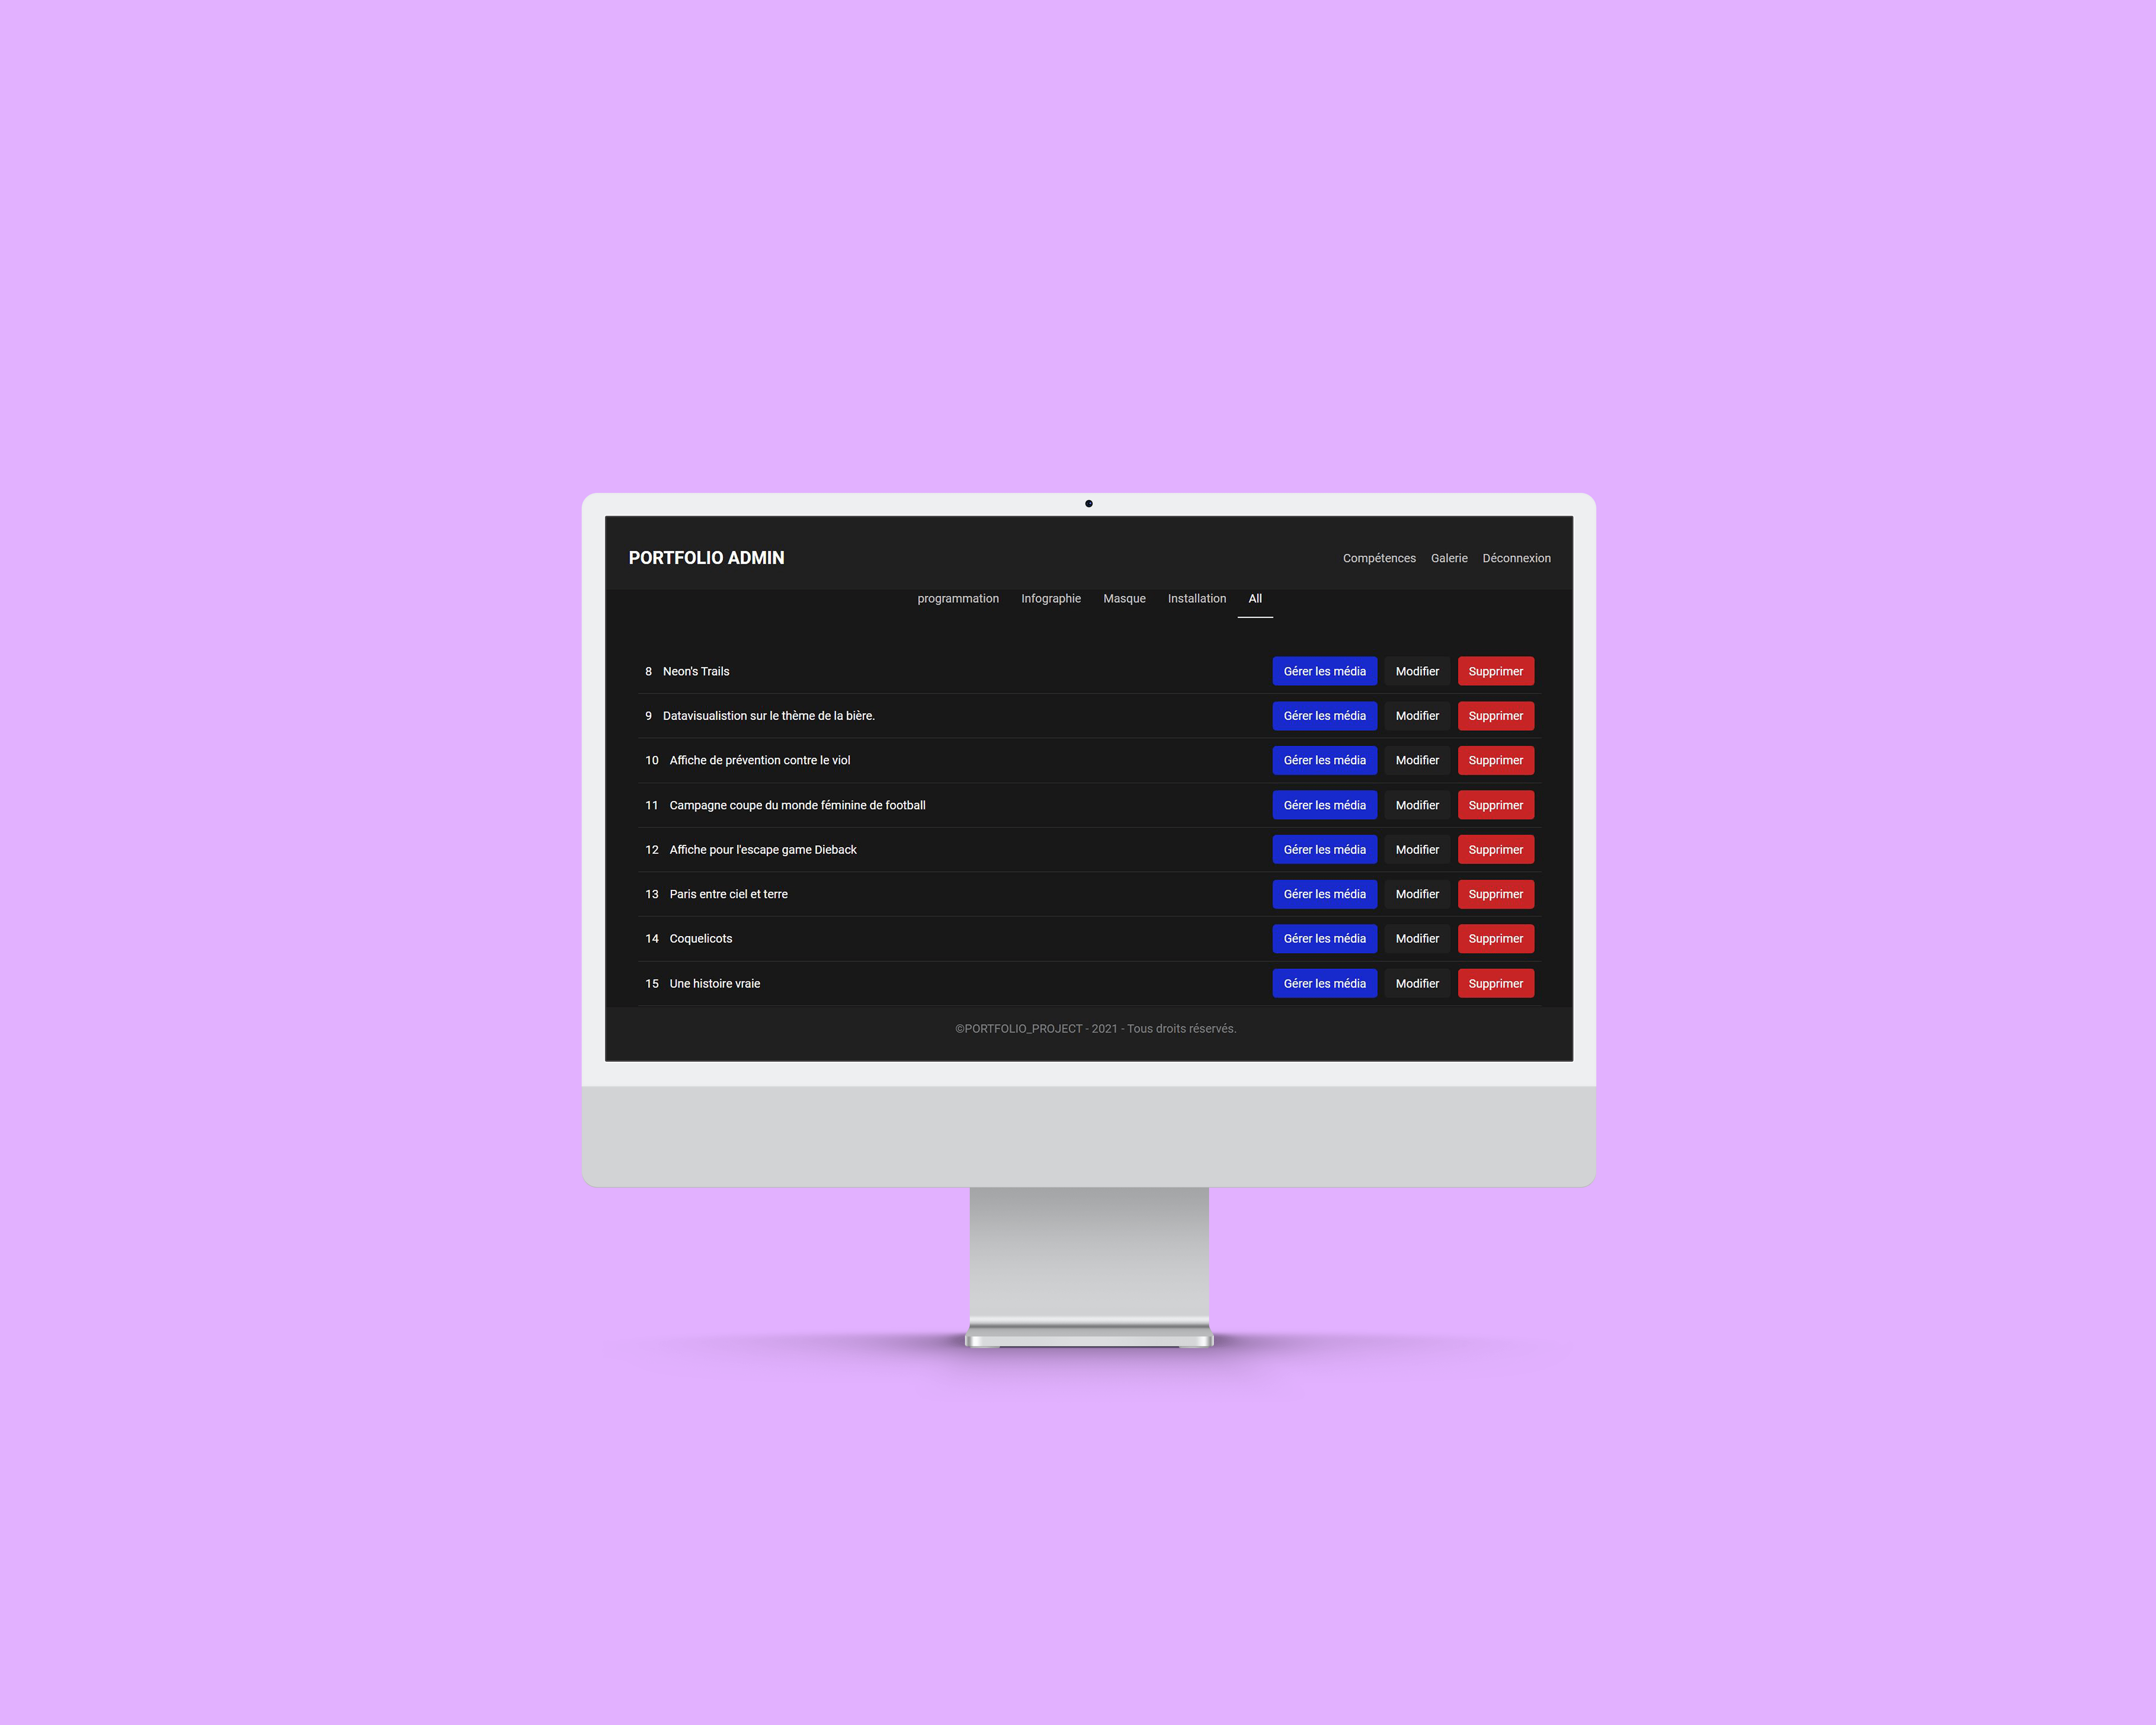 PORTFOLIO ADMIN
Compétences Galerie Déconnexion
programmation Infographie Masque Installation All
8 Neon's Trails Gérer les média Modifier Supprimer
9 Datavisualistion sur le thème de la bière. Gérer les média Modifier Supprimer
10 Affiche de prévention contre le viol Gérer les média Modifier Supprimer
11 Campagne coupe du monde féminine de football Gérer les média Modifier Supprimer
12 Affiche pour l'escape game Dieback Gérer les média Modifier Supprimer
13 Paris entre ciel et terre Gérer les média Modifier Supprimer
14 Coquelicots Gérer les média Modifier Supprimer
15 Une histoire vraie Gérer les média Modifier Supprimer
©PORTFOLIO_PROJECT - 2021 - Tous droits réservés.